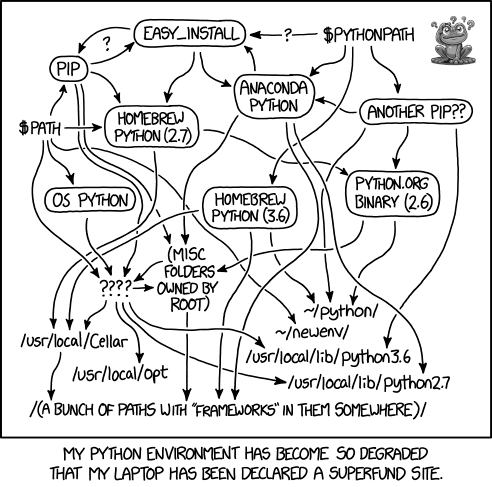 EASY_INSTALL
?
$PYTHONPATH
? ? ? ? ?
?
PIP
ANACONDA
PYTHON
ANOTHER PIP??
HOMEBREW
PYTHON (2.7)
$PATH
PYTHON.ORG
BINARY (2.6)
OS PYTHON
HOMEBREW
PYTHON (3.6)
(MISC
FOLDERS
OWNED BY
ROOT)
????
~/python/
~/newenv/
/usr/local/Cellar
/usr/local/lib/python3.6
/usr/local/opt
/usr/local/lib/python2.7
/(A BUNCH OF PATHS WITH "FRAMEWORKS" IN THEM SOMEWHERE)/
MY PYTHON ENVIRONMENT HAS BECOME SO DEGRADED
THAT MY LAPTOP HAS BEEN DECLARED A SUPERFUND SITE.